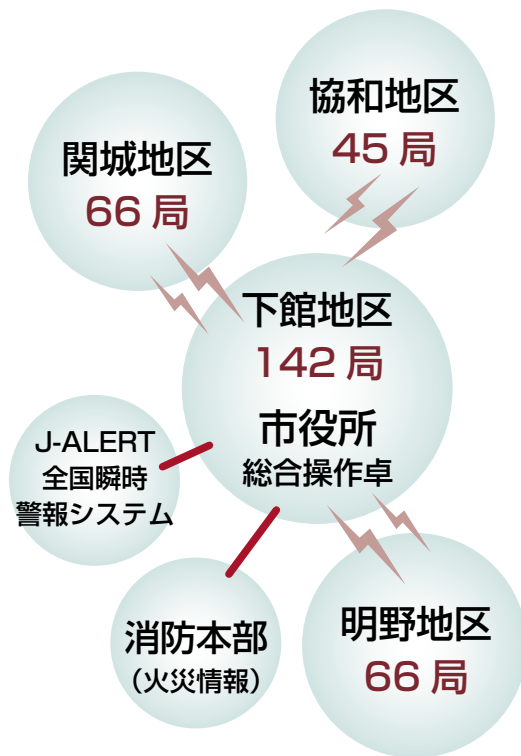 協和地区
45 局
関城地区
66 局
下館地区
142 局
市役所
総合操作卓
J-ALERT
全国瞬時
警報システム
消防本部
（火災情報）
明野地区
66 局